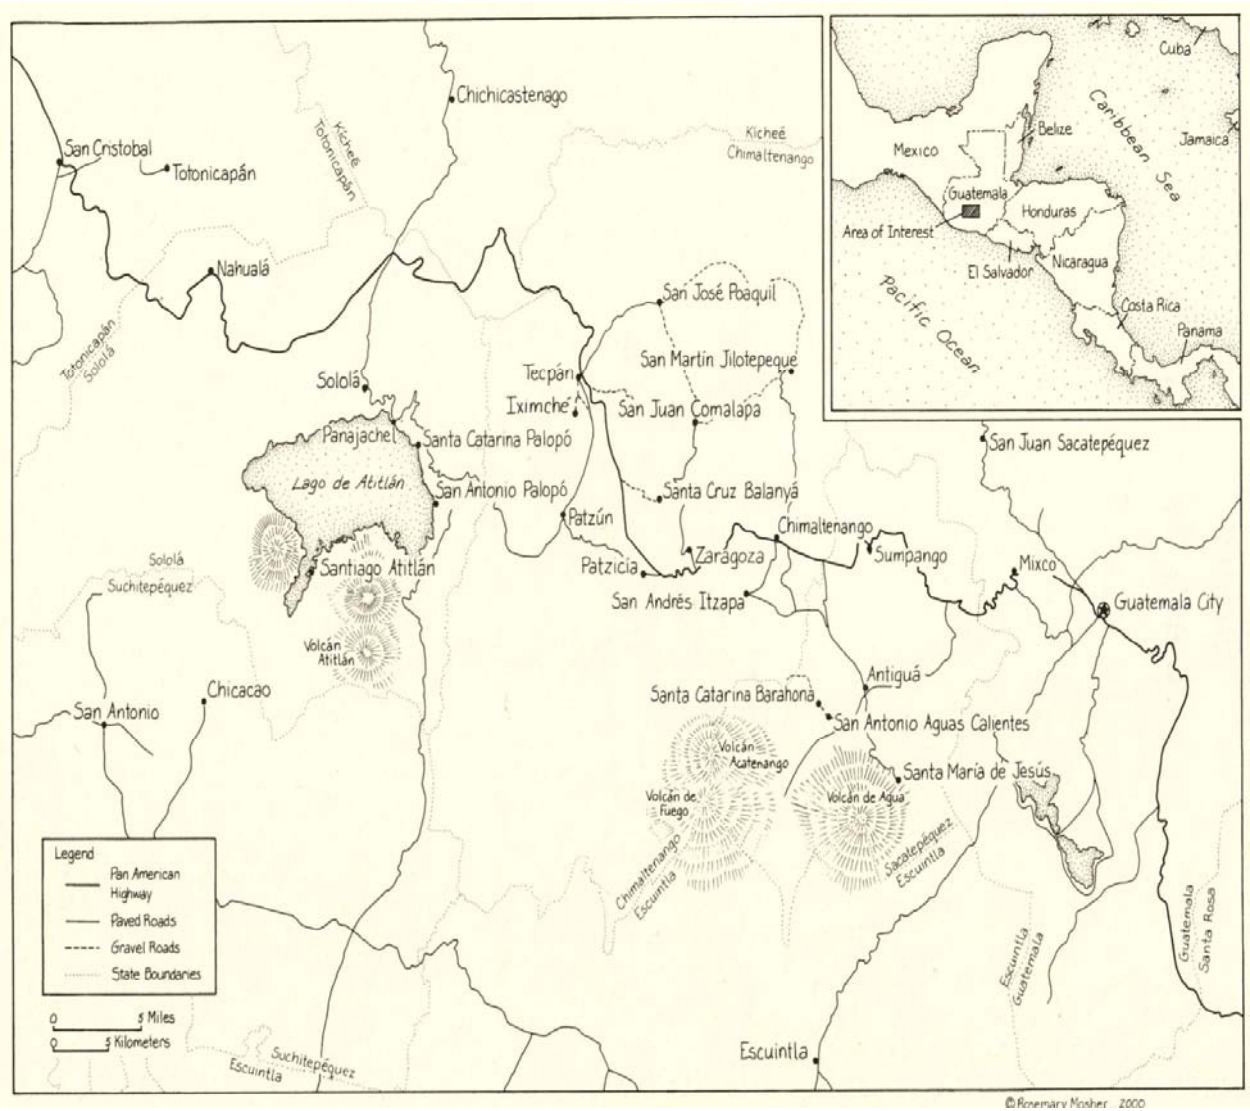 Chichicastenago
San Cristobal
Totonicapán
Kicheé
Totonicapán
Kicheé
Chimaltenango
Nahualá
Totonicapán
Sololá
San José Poaquil
San Martín Jilotepeque
Tecpán
Iximché
San Juan Comalapa
Sololá
Panajachel
Santa Catarina Palopó
Lago de Atitlán
San Antonio Palopó
Santa Cruz Balanyá
Patzún
San Juan Sacatepéquez
Chimaltenango
Zarágoza
Sumpango
Patzicia
San Andrés Itzapa
Mixco
Guatemala City
Santiago Atitlán
Sololá
Suchitepéquez
Volcán
Atitlán
Chicacao
San Antonio
Antiguá
Santa Catarina Barahona
San Antonio Aguas Calientes
Volcán
Acatenango
Santa María de Jesús
Volcán de
Fuego
Volcán de Agua
Chimaltenango
Escuintla
Sacatepéquez
Escuintla
Escuintla
Guatemala
Guatemala
Santa Rosa
Escuintla
Suchitepéquez
Escuintla
Legend
Pan American
Highway
Paved Roads
Gravel Roads
State Boundaries
0 5 Miles
0 5 Kilometers
Cuba
Caribbean Sea
Belize
Jamaica
Mexico
Guatemala
Honduras
Area of Interest
El Salvador
Nicaragua
Pacific Ocean
Costa Rica
Panama
© Rosemary Mosher 2000